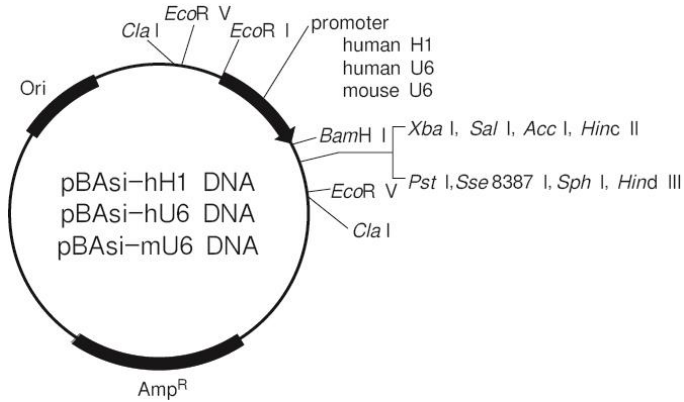 EcoR V
Cla I
EcoR I
promoter
human H1
human U6
mouse U6
Ori
BamH I
Xba I, Sal I, Acc I, Hinc II
Pst I, Sse 8387 I, Sph I, Hind III
EcoR V
Cla I
pBAsi-hH1 DNA
pBAsi-hU6 DNA
pBAsi-mU6 DNA
Amp^R